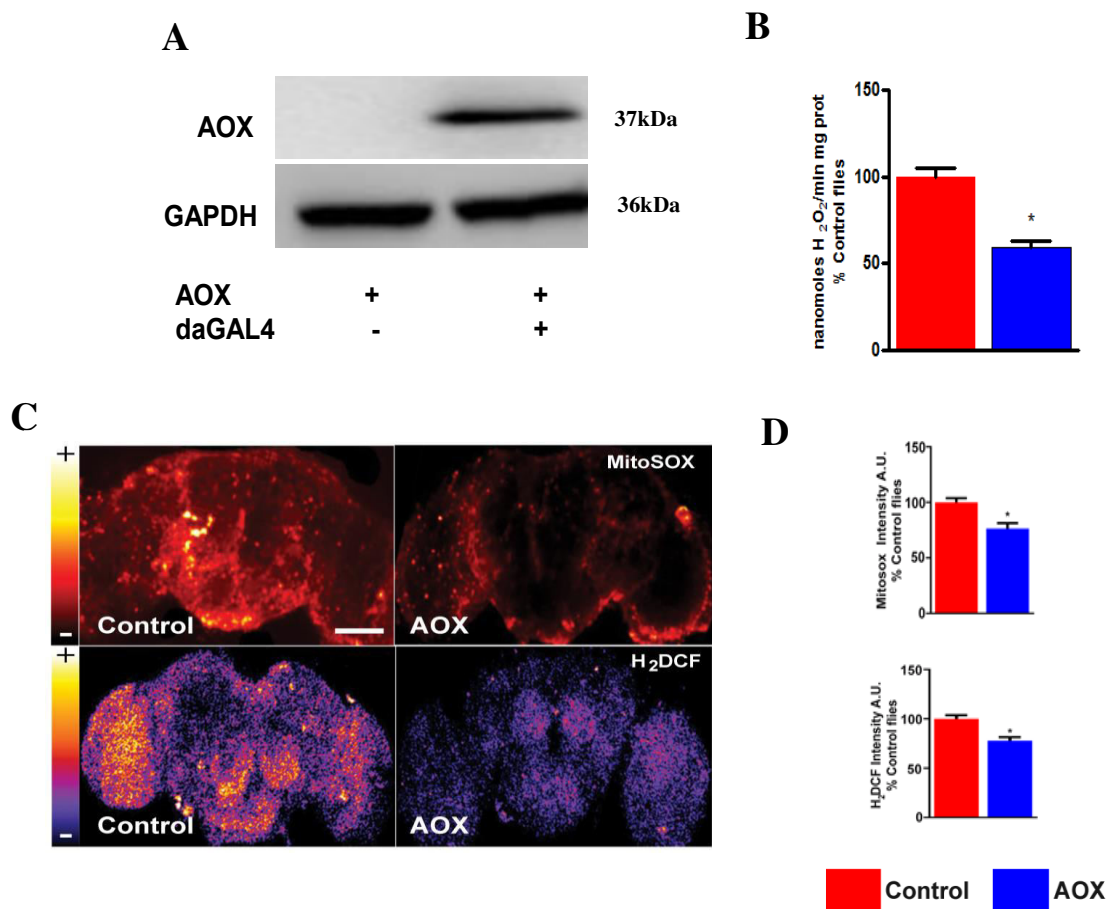 A
AOX
37kDa
GAPDH
36kDa
AOX + +
daGAL4 - +
B
nanomoles H₂O₂/min mg prot
% Control flies
150
100
50
0
*
C
+
-
Control
MitoSOX
AOX
+
-
Control
H₂DCF
AOX
D
Mitosox Intensity A.U.
% Control flies
150
100
50
0
*
H₂DCF Intensity A.U.
% Control flies
150
100
50
0
*
Control AOX